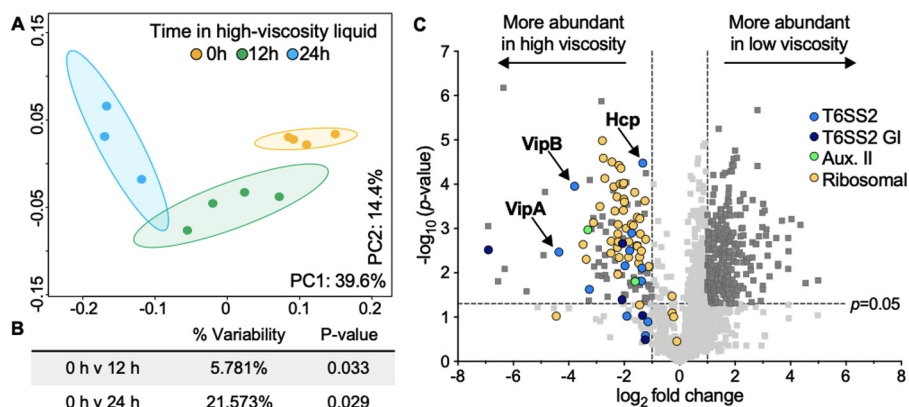 A
Time in high-viscosity liquid
0h 12h 24h
0.15
0.05
-0.05
-0.15
PC2: 14.4%
PC1: 39.6%
-0.2 -0.1 0 0.1 0.2
B
% Variability P-value
0 h v 12 h 5.781% 0.033
0 h v 24 h 21.573% 0.029
C
More abundant
in high viscosity
More abundant
in low viscosity
7
6
5
4
3
2
1
0
-log10 (p-value)
Hcp
VipB
VipA
T6SS2
T6SS2 GI
Aux. II
Ribosomal
p=0.05
-8 -6 -4 -2 0 2 4 6 8
log2 fold change